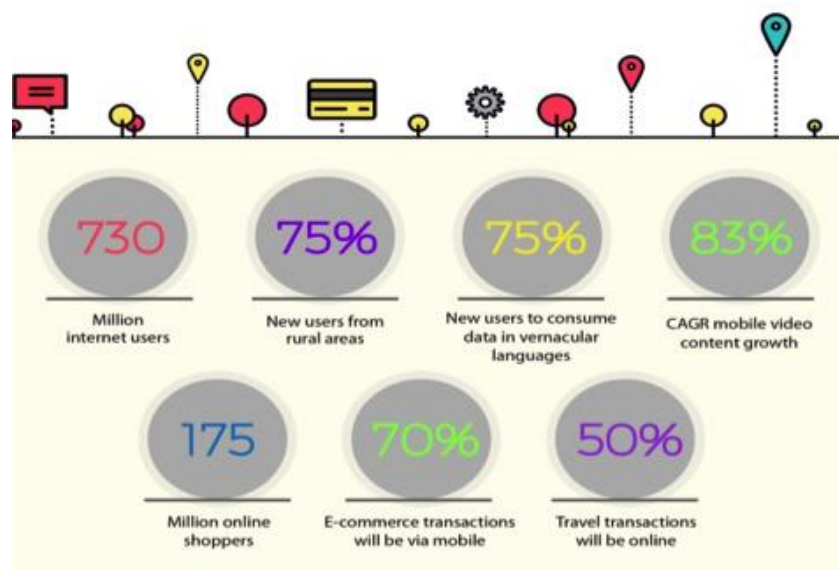 730
Million
internet users
75%
New users from
rural areas
75%
New users to consume
data in vernacular
languages
83%
CAGR mobile video
content growth
175
Million online
shoppers
70%
E-commerce transactions
will be via mobile
50%
Travel transactions
will be online